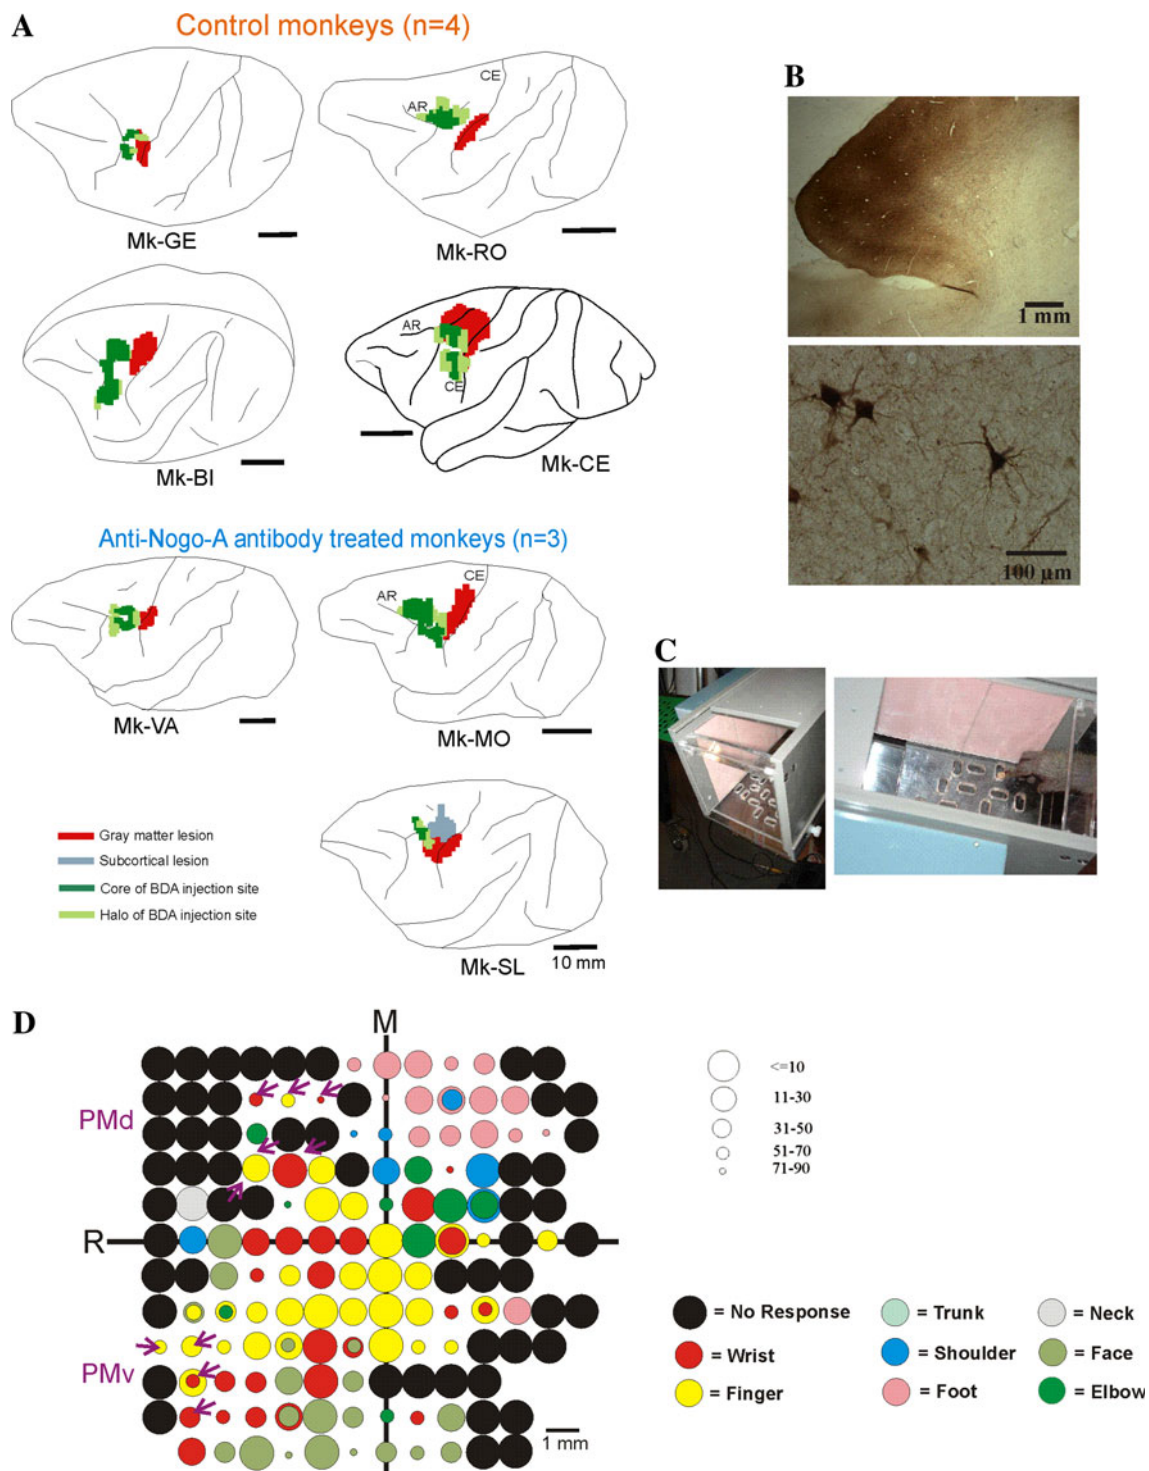 A
Control monkeys (n=4)
CE
AR
Mk-GE
Mk-RO
AR
CE
Mk-BI
Mk-CE
Anti-Nogo-A antibody treated monkeys (n=3)
CE
AR
Mk-VA
Mk-MO
Gray matter lesion
Subcortical lesion
Core of BDA injection site
Halo of BDA injection site
10 mm
Mk-SL
B
1 mm
100 µm
C
D
M
PMd
R
PMv
1 mm
<=10
11-30
31-50
51-70
71-90
= No Response
= Trunk
= Neck
= Wrist
= Shoulder
= Face
= Finger
= Foot
= Elbow